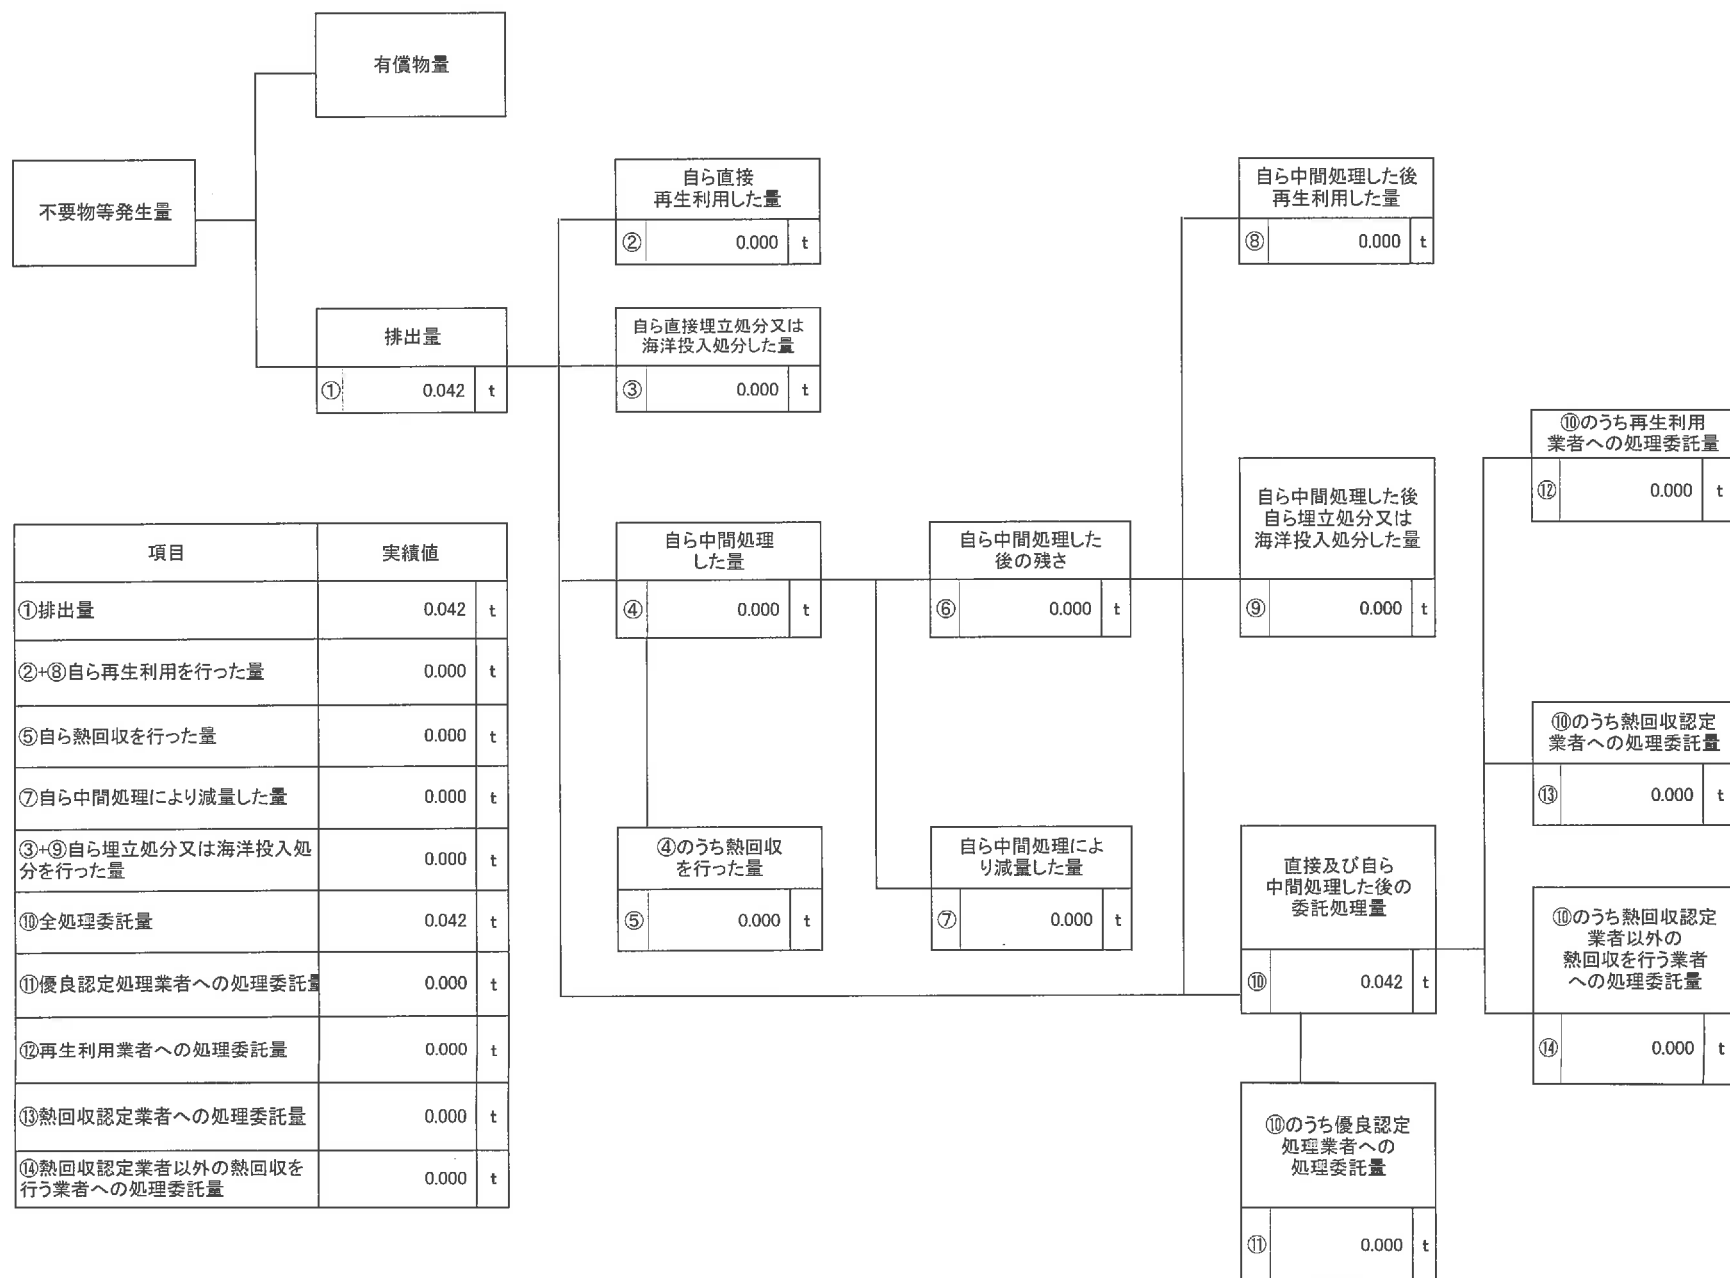 有償物量
不要物等発生量
排出量
① 0.042 t
自ら直接
再生利用した量
② 0.000 t
自ら直接埋立処分又は
海洋投入処分した量
③ 0.000 t
自ら中間処理
した量
④ 0.000 t
④のうち熱回収
を行った量
⑤ 0.000 t
自ら中間処理した
後の残さ
⑥ 0.000 t
自ら中間処理によ
り減量した量
⑦ 0.000 t
自ら中間処理した後
再生利用した量
⑧ 0.000 t
自ら中間処理した後
自ら埋立処分又は
海洋投入処分した量
⑨ 0.000 t
直接及び自ら
中間処理した後の
委託処理量
⑩ 0.042 t
⑩のうち優良認定
処理業者への
処理委託量
⑪ 0.000 t
⑩のうち再生利用
業者への処理委託量
⑫ 0.000 t
⑩のうち熱回収認定
業者への処理委託量
⑬ 0.000 t
⑩のうち熱回収認定
業者以外の
熱回収を行う業者
への処理委託量
⑭ 0.000 t
項目 実績値
①排出量 0.042 t
②+⑧自ら再生利用を行った量 0.000 t
⑤自ら熱回収を行った量 0.000 t
⑦自ら中間処理により減量した量 0.000 t
③+⑨自ら埋立処分又は海洋投入処
分を行った量 0.000 t
⑩全処理委託量 0.042 t
⑪優良認定処理業者への処理委託量 0.000 t
⑫再生利用業者への処理委託量 0.000 t
⑬熱回収認定業者への処理委託量 0.000 t
⑭熱回収認定業者以外の熱回収を
行う業者への処理委託量 0.000 t